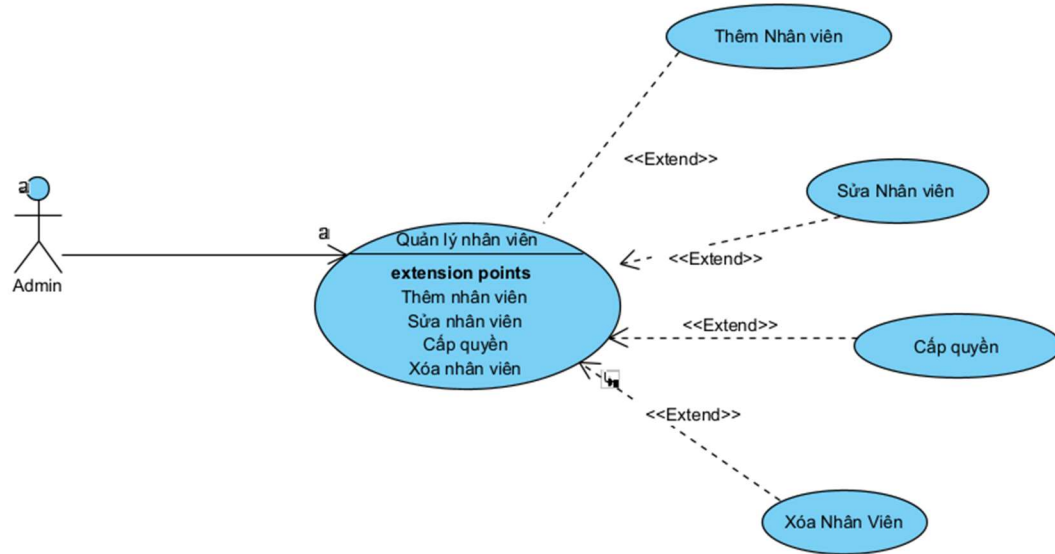 Thêm Nhân viên
<<Extend>>
Sửa Nhân viên
a
a
Quản lý nhân viên
<<Extend>>
extension points
Admin
Thêm nhân viên
Sửa nhân viên
<<Extend>>
Cấp quyền
Cấp quyền
Xóa nhân viên
<<Extend>>
Xóa Nhân Viên